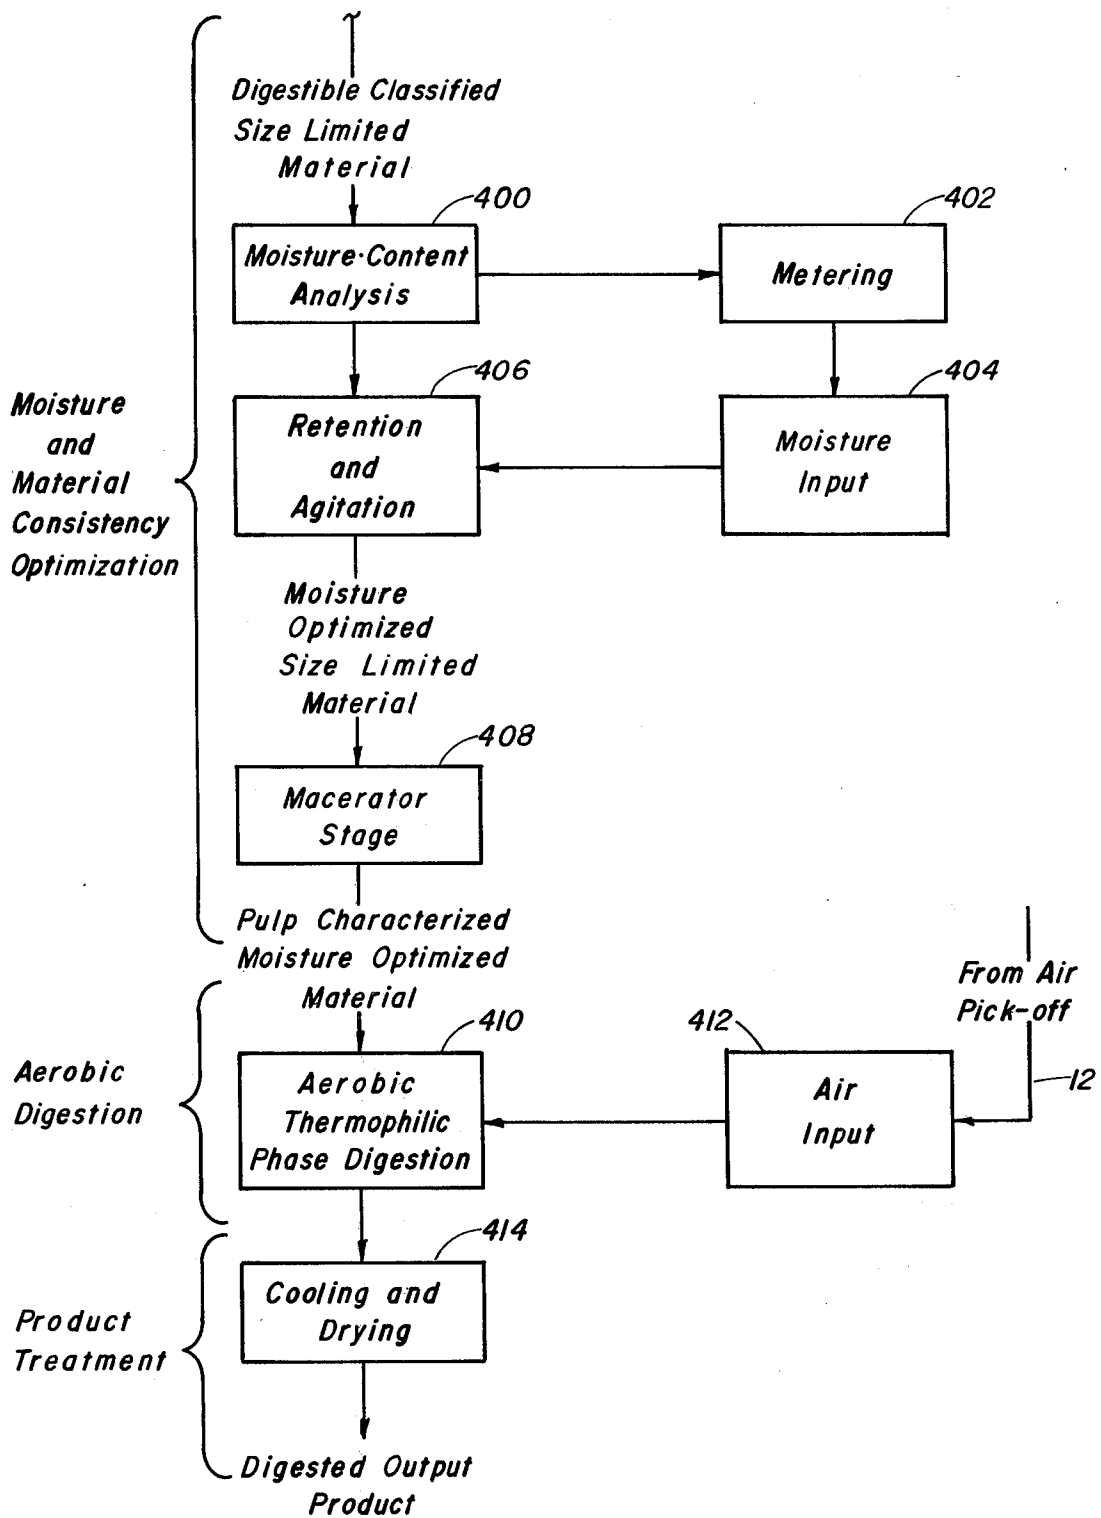 Digestible Classified
Size Limited
Material
400
402
Moisture-Content
Analysis
Metering
406
404
Moisture
and
Material
Consistency
Optimization
Retention
and
Agitation
Moisture
Input
Moisture
Optimized
Size Limited
Material
408
Macerator
Stage
Pulp Characterized
Moisture Optimized
Material
From Air
Pick-off
410
412
12
Aerobic
Digestion
Aerobic
Thermophilic
Phase Digestion
Air
Input
414
Product
Treatment
Cooling and
Drying
Digested Output
Product